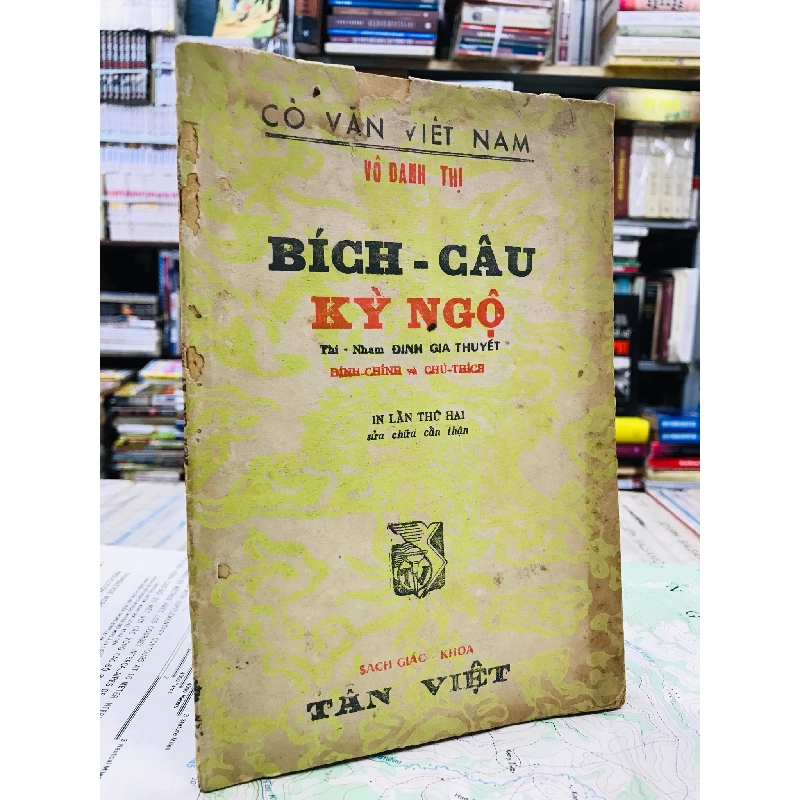 CỔ VĂN VIỆT NAM
VÔ DANH THỊ
BÍCH - CÂU
KỲ NGỘ
Thi - Nham ĐINH GIA THUYẾT
ĐÍNH-CHÍNH và CHÚ-THÍCH
IN LẦN THỨ HAI
sửa chữa cẩn thận
TV
SÁCH GIÁO - KHOA
TÂN VIỆT